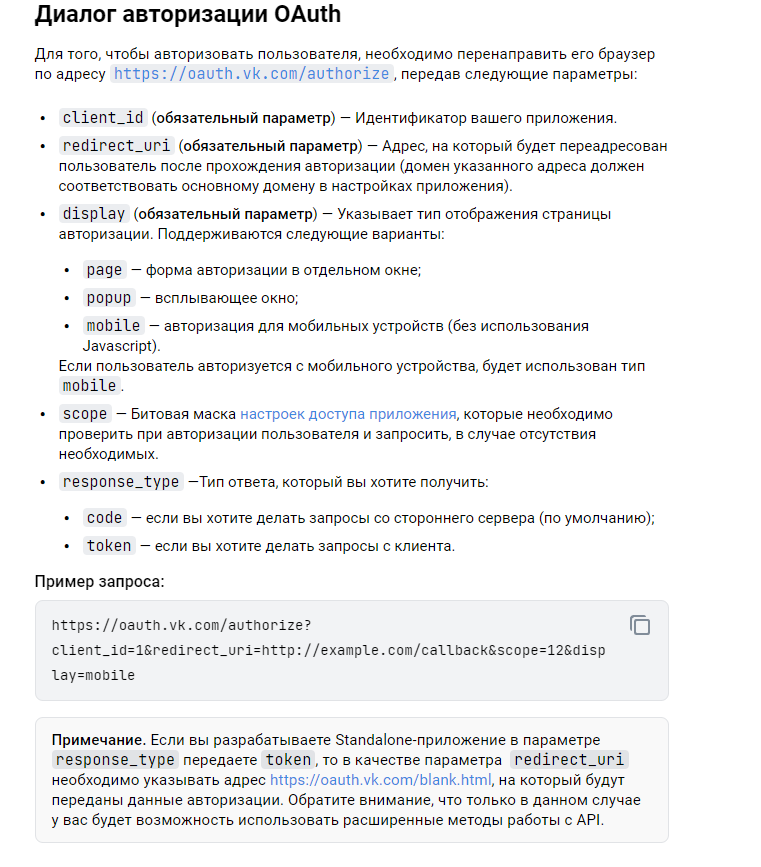 Диалог авторизации OAuth
Для того, чтобы авторизовать пользователя, необходимо перенаправить его браузер
по адресу https://oauth.vk.com/authorize, передав следующие параметры:
• client_id (обязательный параметр) — Идентификатор вашего приложения.
• redirect_uri (обязательный параметр) — Адрес, на который будет переадресован
пользователь после прохождения авторизации (домен указанного адреса должен
соответствовать основному домену в настройках приложения).
• display (обязательный параметр) — Указывает тип отображения страницы
авторизации. Поддерживаются следующие варианты:
• page — форма авторизации в отдельном окне;
• popup — всплывающее окно;
• mobile — авторизация для мобильных устройств (без использования
Javascript).
Если пользователь авторизуется с мобильного устройства, будет использован тип
mobile.
• scope — Битовая маска настроек доступа приложения, которые необходимо
проверить при авторизации пользователя и запросить, в случае отсутствия
необходимых.
• response_type —Тип ответа, который вы хотите получить:
• code — если вы хотите делать запросы со стороннего сервера (по умолчанию);
• token — если вы хотите делать запросы с клиента.
Пример запроса:
https://oauth.vk.com/authorize?
client_id=1&redirect_uri=http://example.com/callback&scope=12&disp
lay=mobile
Примечание. Если вы разрабатываете Standalone-приложение в параметре
response_type передаете token, то в качестве параметра redirect_uri
необходимо указывать адрес https://oauth.vk.com/blank.html, на который будут
переданы данные авторизации. Обратите внимание, что только в данном случае
у вас будет возможность использовать расширенные методы работы с API.